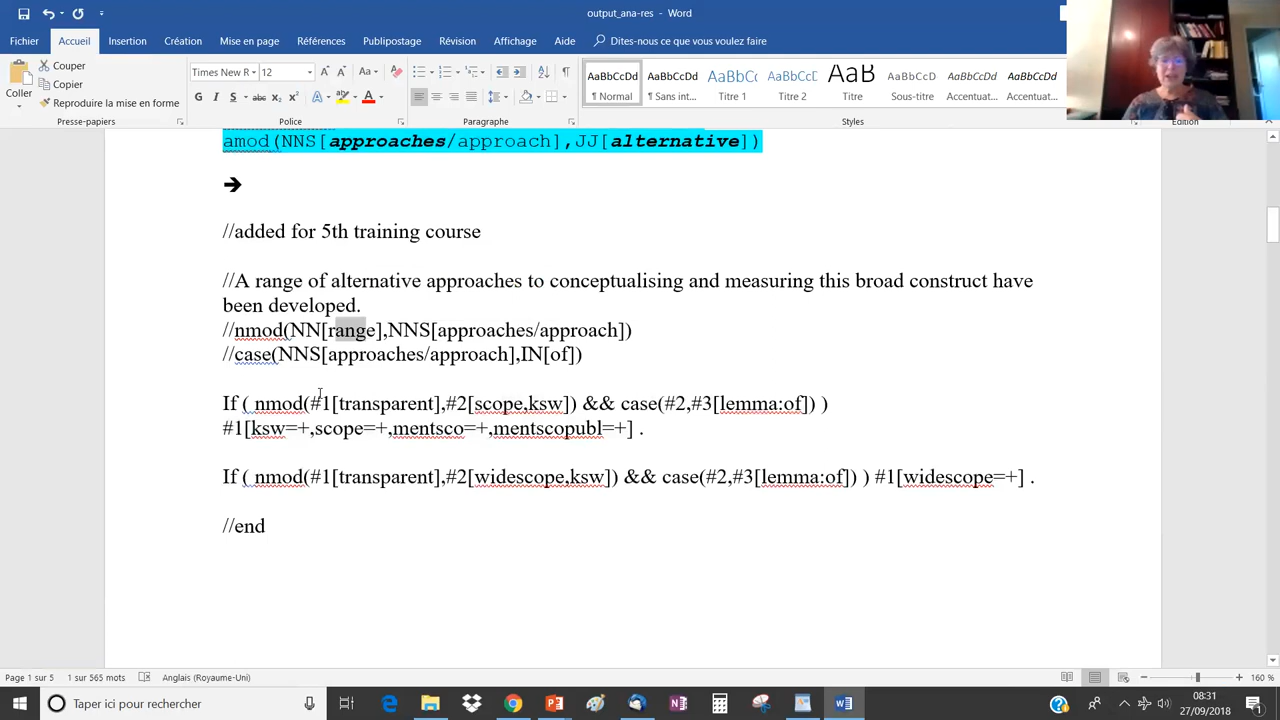 output_ana-res - Word
Fichier Accueil Insertion Création Mise en page Références Publipostage Révision Affichage Aide Dites-nous ce que vous voulez faire
Couper
Copier
Reproduire la mise en forme
Coller
Presse-papiers
Times New R 12
G I S abc x₂ x²
Police
Paragraphe
AaBbCcDd AaBbCcDd AaBbCc AaBbCcD AaB AaBbCcD AaBbCcDd AaBbCcDd
¶ Normal ¶ Sans int... Titre 1 Titre 2 Titre Sous-titre Accentuat... Accentuat...
Styles
Édition
amod(NNS[approaches/approach],JJ[alternative])
➔
//added for 5th training course
//A range of alternative approaches to conceptualising and measuring this broad construct have
been developed.
//nmod(NN[range],NNS[approaches/approach])
//case(NNS[approaches/approach],IN[of])
If ( nmod(#1[transparent],#2[scope,ksw]) && case(#2,#3[lemma:of]) )
#1[ksw=+,scope=+,mentsco=+,mentscopubl=+] .
If ( nmod(#1[transparent],#2[widescope,ksw]) && case(#2,#3[lemma:of]) ) #1[widescope=+] .
//end
Page 1 sur 5 1 sur 565 mots Anglais (Royaume-Uni) 160 %
Taper ici pour rechercher
08:31
27/09/2018